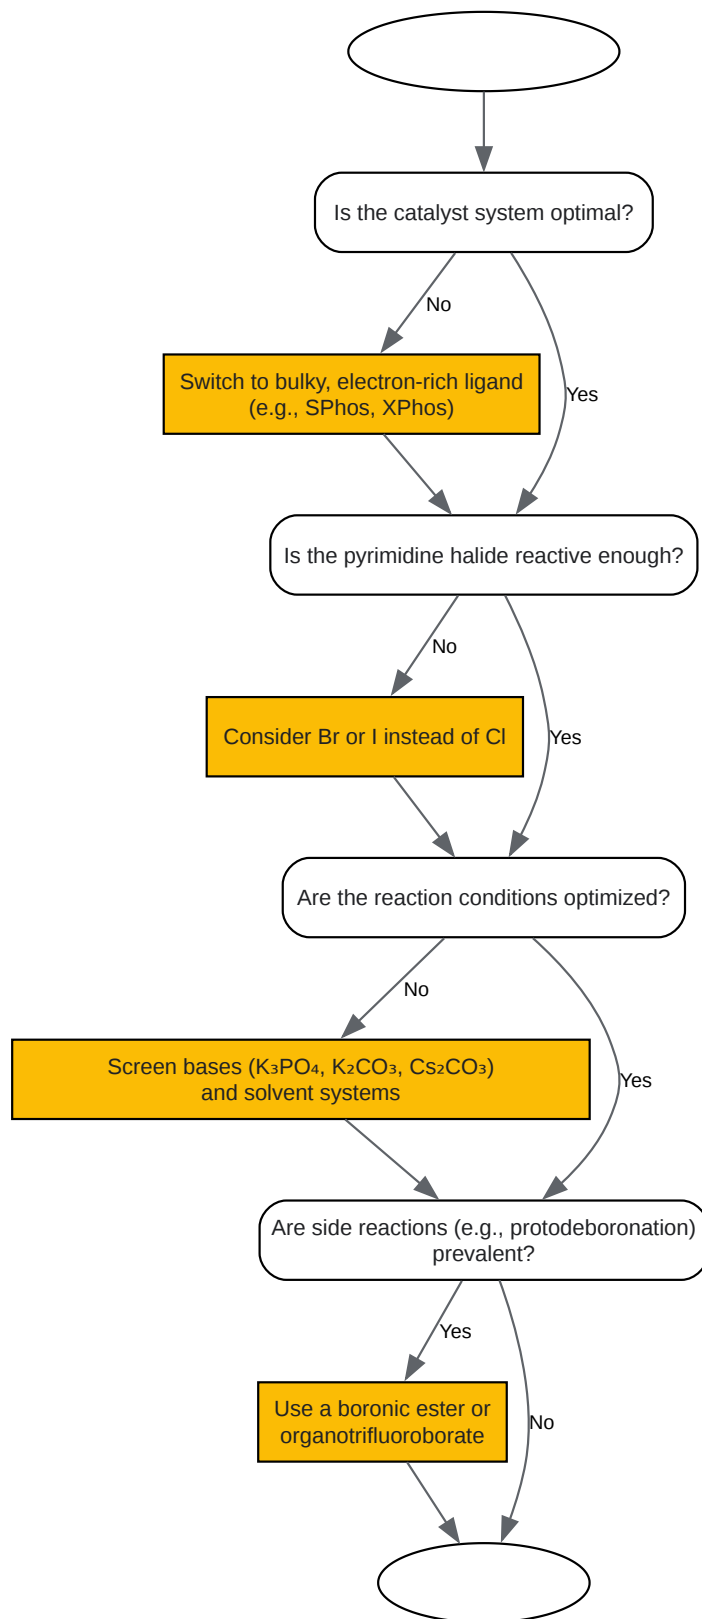 Is the catalyst system optimal?
No
Switch to bulky, electron-rich ligand
(e.g., SPhos, XPhos)
Yes
Is the pyrimidine halide reactive enough?
No
Consider Br or I instead of Cl
Yes
Are the reaction conditions optimized?
No
Screen bases (K₃PO₄, K₂CO₃, Cs₂CO₃)
and solvent systems
Yes
Are side reactions (e.g., protodeboronation)
prevalent?
Yes
Use a boronic ester or
organotrifluoroborate
No